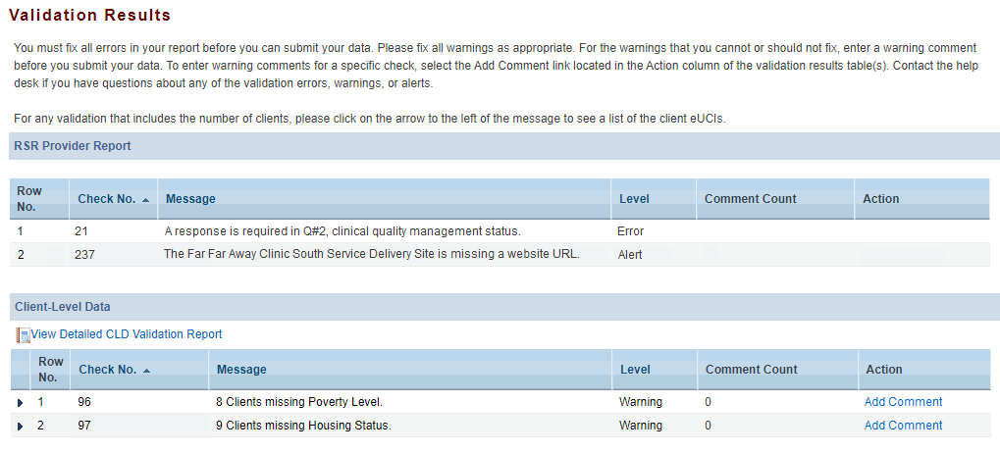 Validation Results
You must fix all errors in your report before you can submit your data. Please fix all warnings as appropriate. For the warnings that you cannot or should not fix, enter a warning comment
before you submit your data. To enter warning comments for a specific check, select the Add Comment link located in the Action column of the validation results table(s). Contact the help
desk if you have questions about any of the validation errors, warnings, or alerts.
For any validation that includes the number of clients, please click on the arrow to the left of the message to see a list of the client eUCIs.
RSR Provider Report
Row No. Check No. Message Level Comment Count Action
1 21 A response is required in Q#2, clinical quality management status. Error
2 237 The Far Far Away Clinic South Service Delivery Site is missing a website URL. Alert
Client-Level Data
View Detailed CLD Validation Report
Row No. Check No. Message Level Comment Count Action
1 96 8 Clients missing Poverty Level. Warning 0 Add Comment
2 97 9 Clients missing Housing Status. Warning 0 Add Comment